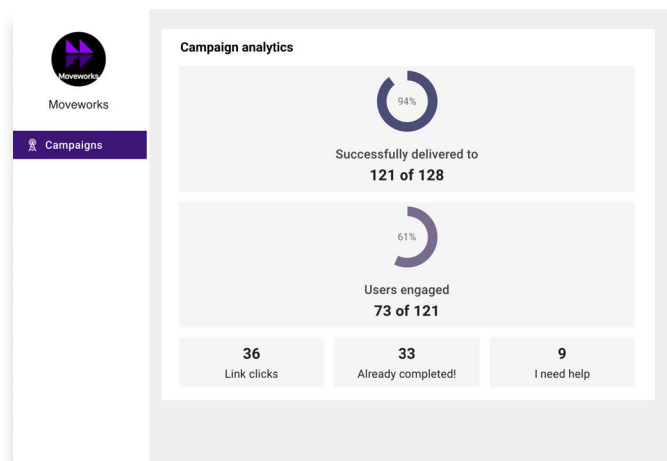 Moveworks
Moveworks
Campaigns
Campaign analytics
94%
Successfully delivered to
121 of 128
61%
Users engaged
73 of 121
36
Link clicks
33
Already completed!
9
I need help